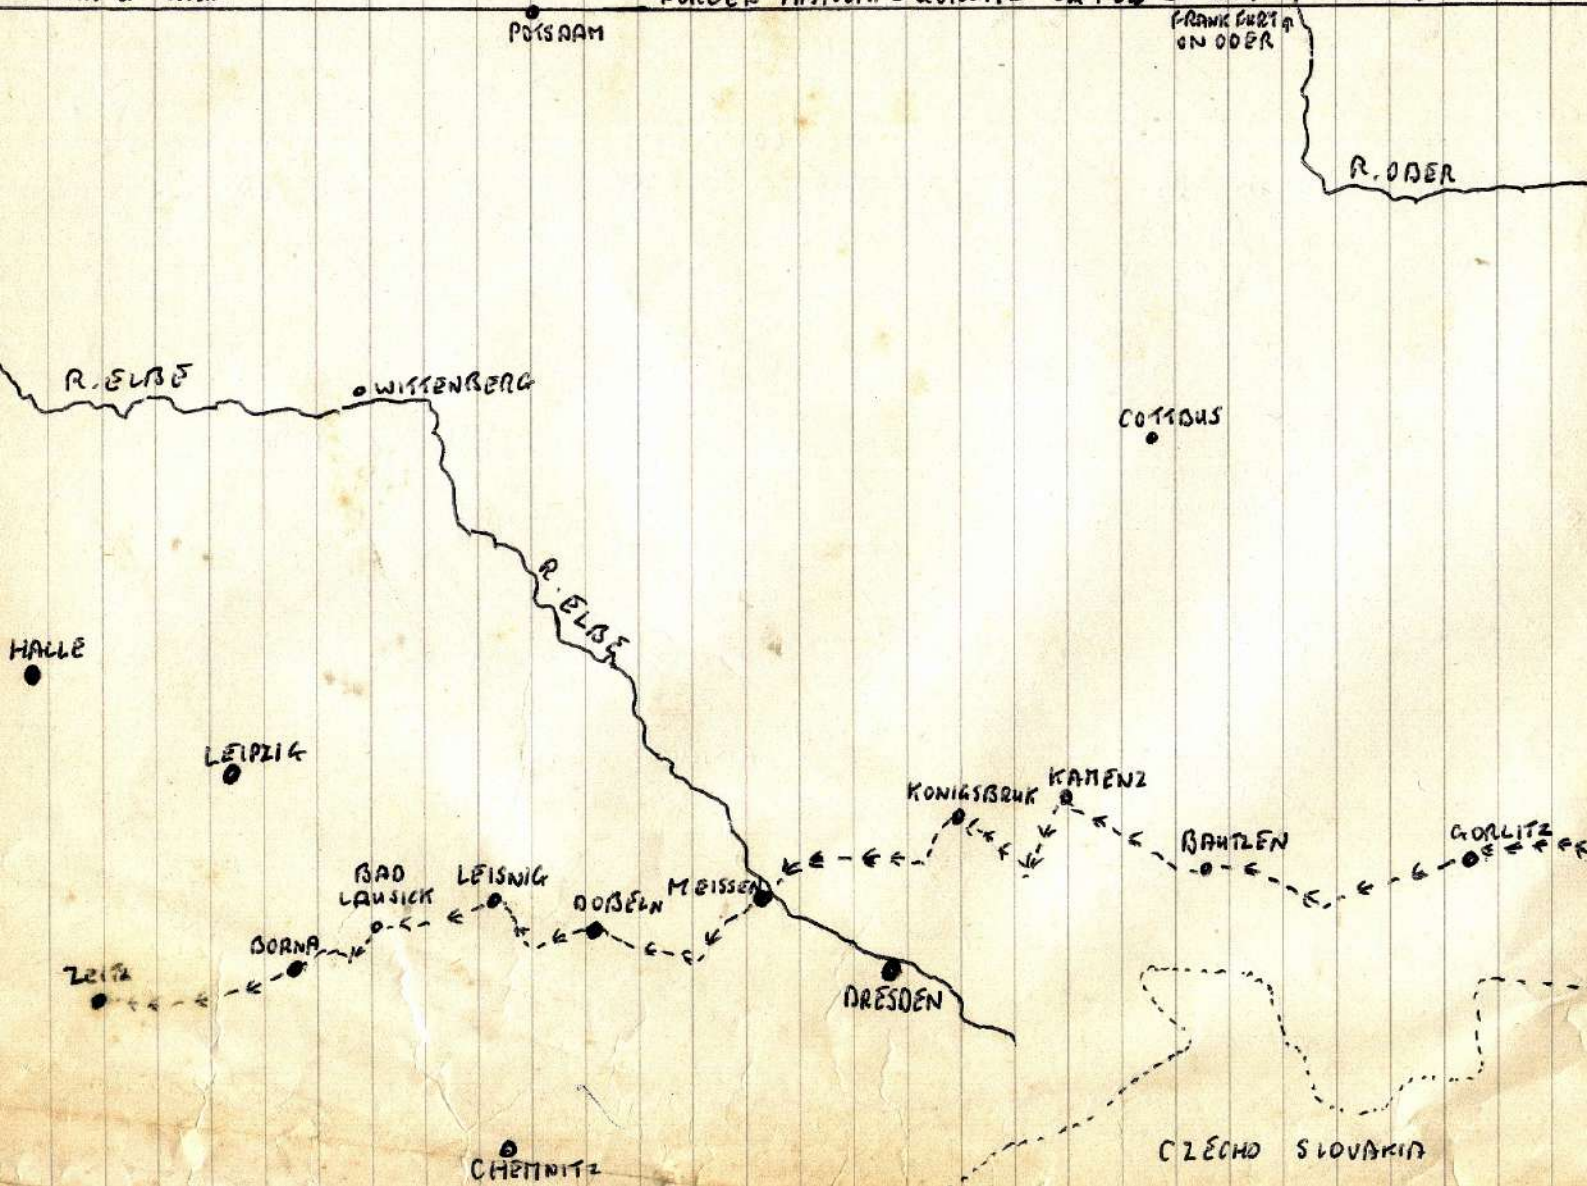 POTSDAM
FRANKFURT
ON ODER
R. ODER
R. ELBE
WITTENBERG
COTTBUS
R. ELBE
HALLE
LEIPZIG
KONIGSBRUK
KAMENZ
BAUTZEN
GORLITZ
BAD
LAUSICK
LEISNIG
DOBELN
MEISSEN
BORNA
ZEITZ
DRESDEN
CHEMNITZ
CZECHO SLOVAKIA